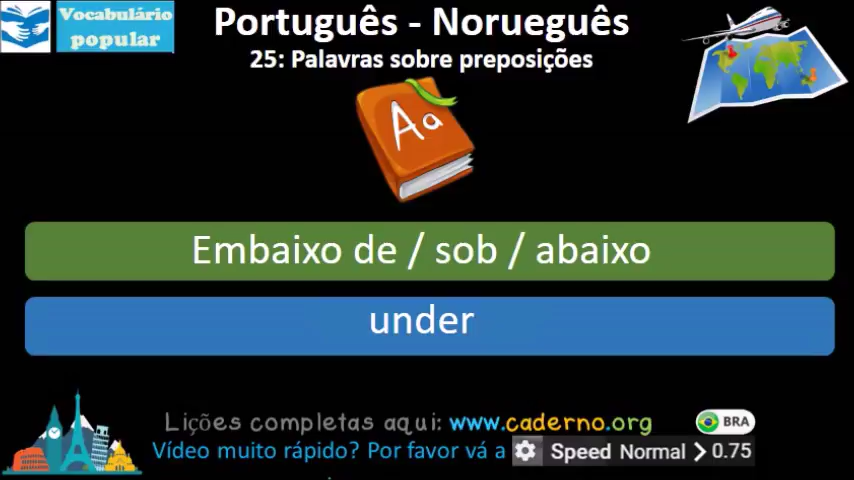 Vocabulário
popular
Português - Norueguês
25: Palavras sobre preposições
Aa
Embaixo de / sob / abaixo
under
Lições completas aqui: www.caderno.org
BRA
Vídeo muito rápido? Por favor vá a Speed Normal > 0.75